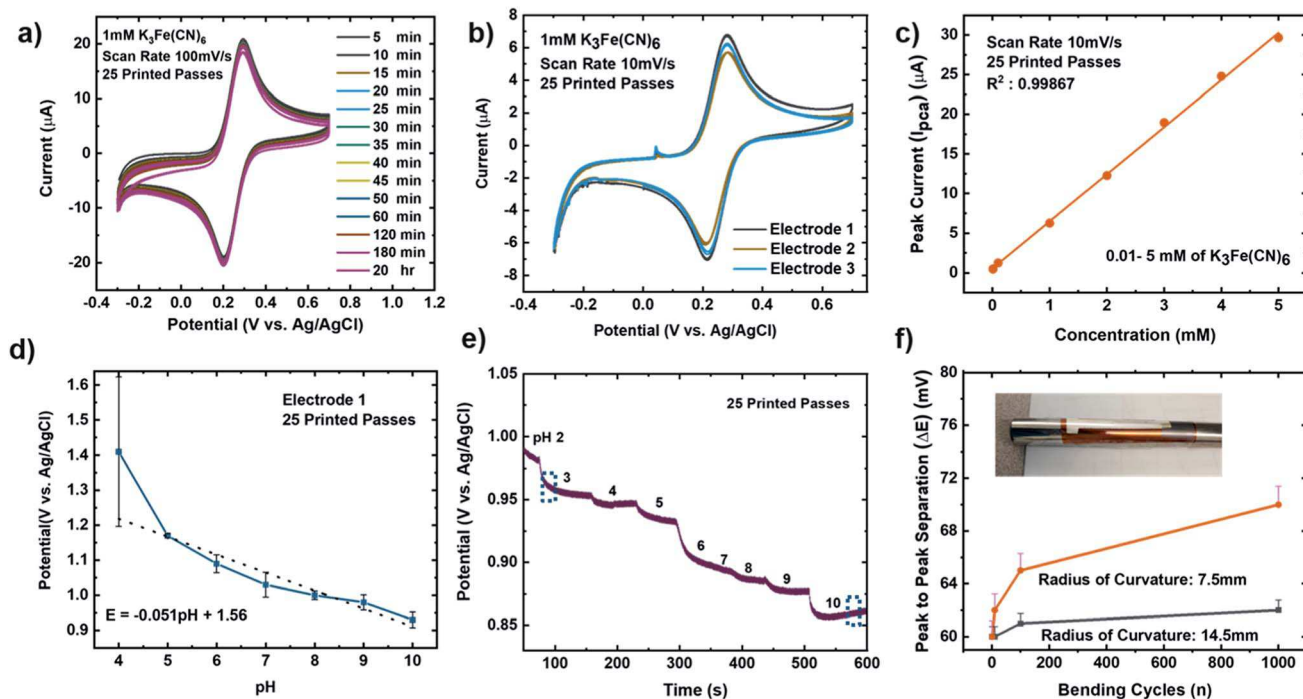 a)
1mM K3Fe(CN)6
Scan Rate 100mV/s
25 Printed Passes
5 min
10 min
15 min
20 min
25 min
30 min
35 min
40 min
45 min
50 min
60 min
120 min
180 min
20 hr
20
10
0
-10
-20
Current (µA)
-0.4 -0.2 0.0 0.2 0.4 0.6 0.8 1.0 1.2
Potential (V vs. Ag/AgCl)
b)
1mM K3Fe(CN)6
Scan Rate 10mV/s
25 Printed Passes
Electrode 1
Electrode 2
Electrode 3
8
6
4
2
0
-2
-4
-6
-8
Current (µA)
-0.4 0.0 0.4
Potential (V vs. Ag/AgCl)
c)
Scan Rate 10mV/s
25 Printed Passes
R2 : 0.99867
0.01- 5 mM of K3Fe(CN)6
35
30
25
20
15
10
5
0
Peak Current (Ipca) (µA)
0 1 2 3 4 5
Concentration (mM)
d)
Electrode 1
25 Printed Passes
E = -0.051pH + 1.56
1.6
1.5
1.4
1.3
1.2
1.1
1.0
0.9
Potential(V vs. Ag/AgCl)
4 5 6 7 8 9 10
pH
e)
25 Printed Passes
pH 2
3
4
5
6
7
8
9
10
1.05
1.00
0.95
0.90
0.85
Potential (V vs. Ag/AgCl)
100 200 300 400 500 600
Time (s)
f)
80
76
72
68
64
60
Peak to Peak Separation (ΔE) (mV)
Radius of Curvature: 7.5mm
Radius of Curvature: 14.5mm
0 200 400 600 800 1000
Bending Cycles (n)